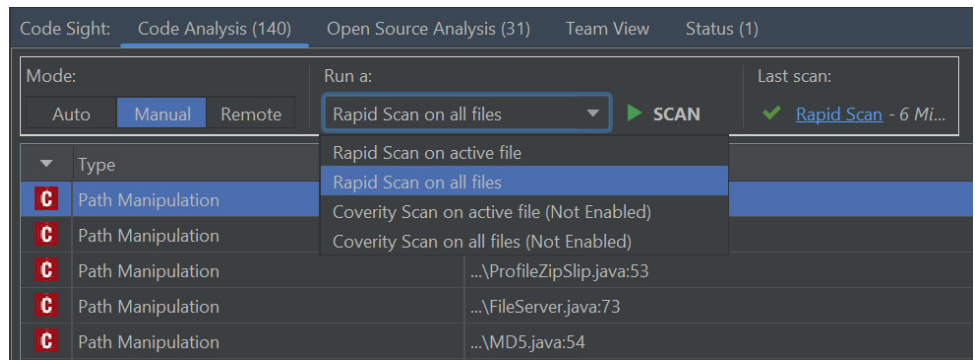 Code Sight: Code Analysis (140) Open Source Analysis (31) Team View Status (1)
Mode: Run a: Last scan:
Auto Manual Remote Rapid Scan on all files SCAN Rapid Scan - 6 Mi...
Rapid Scan on active file
Type
Rapid Scan on all files
Path Manipulation
Coverity Scan on active file (Not Enabled)
C Path Manipulation
Coverity Scan on all files (Not Enabled)
C Path Manipulation ...\ProfileZipSlip.java:53
C Path Manipulation ...\FileServer.java:73
C Path Manipulation ...\MD5.java:54